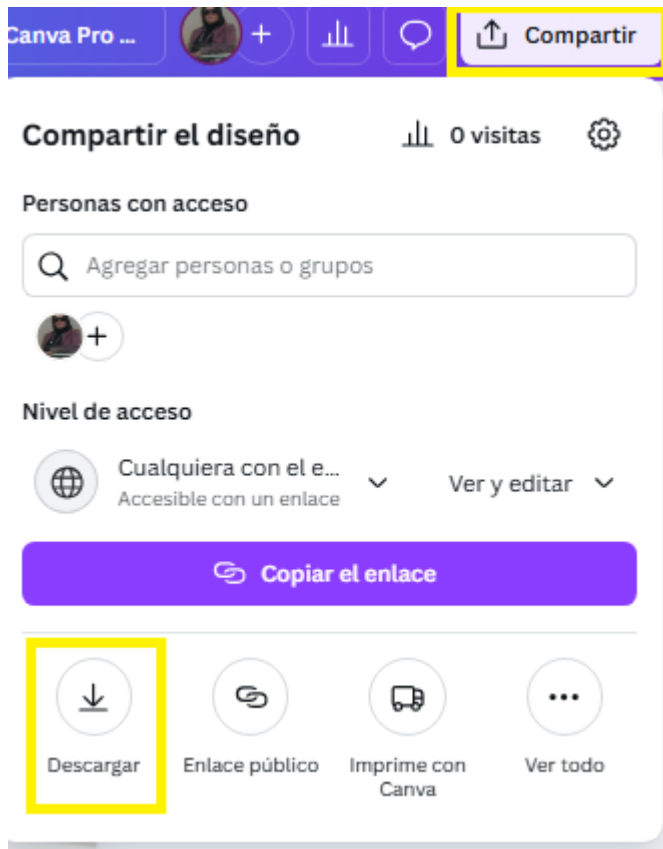 Canva Pro ...
Compartir
Compartir el diseño
0 visitas
Personas con acceso
Agregar personas o grupos
Nivel de acceso
Cualquiera con el e...
Accesible con un enlace
Ver y editar
Copiar el enlace
Descargar
Enlace público
Imprime con
Canva
Ver todo